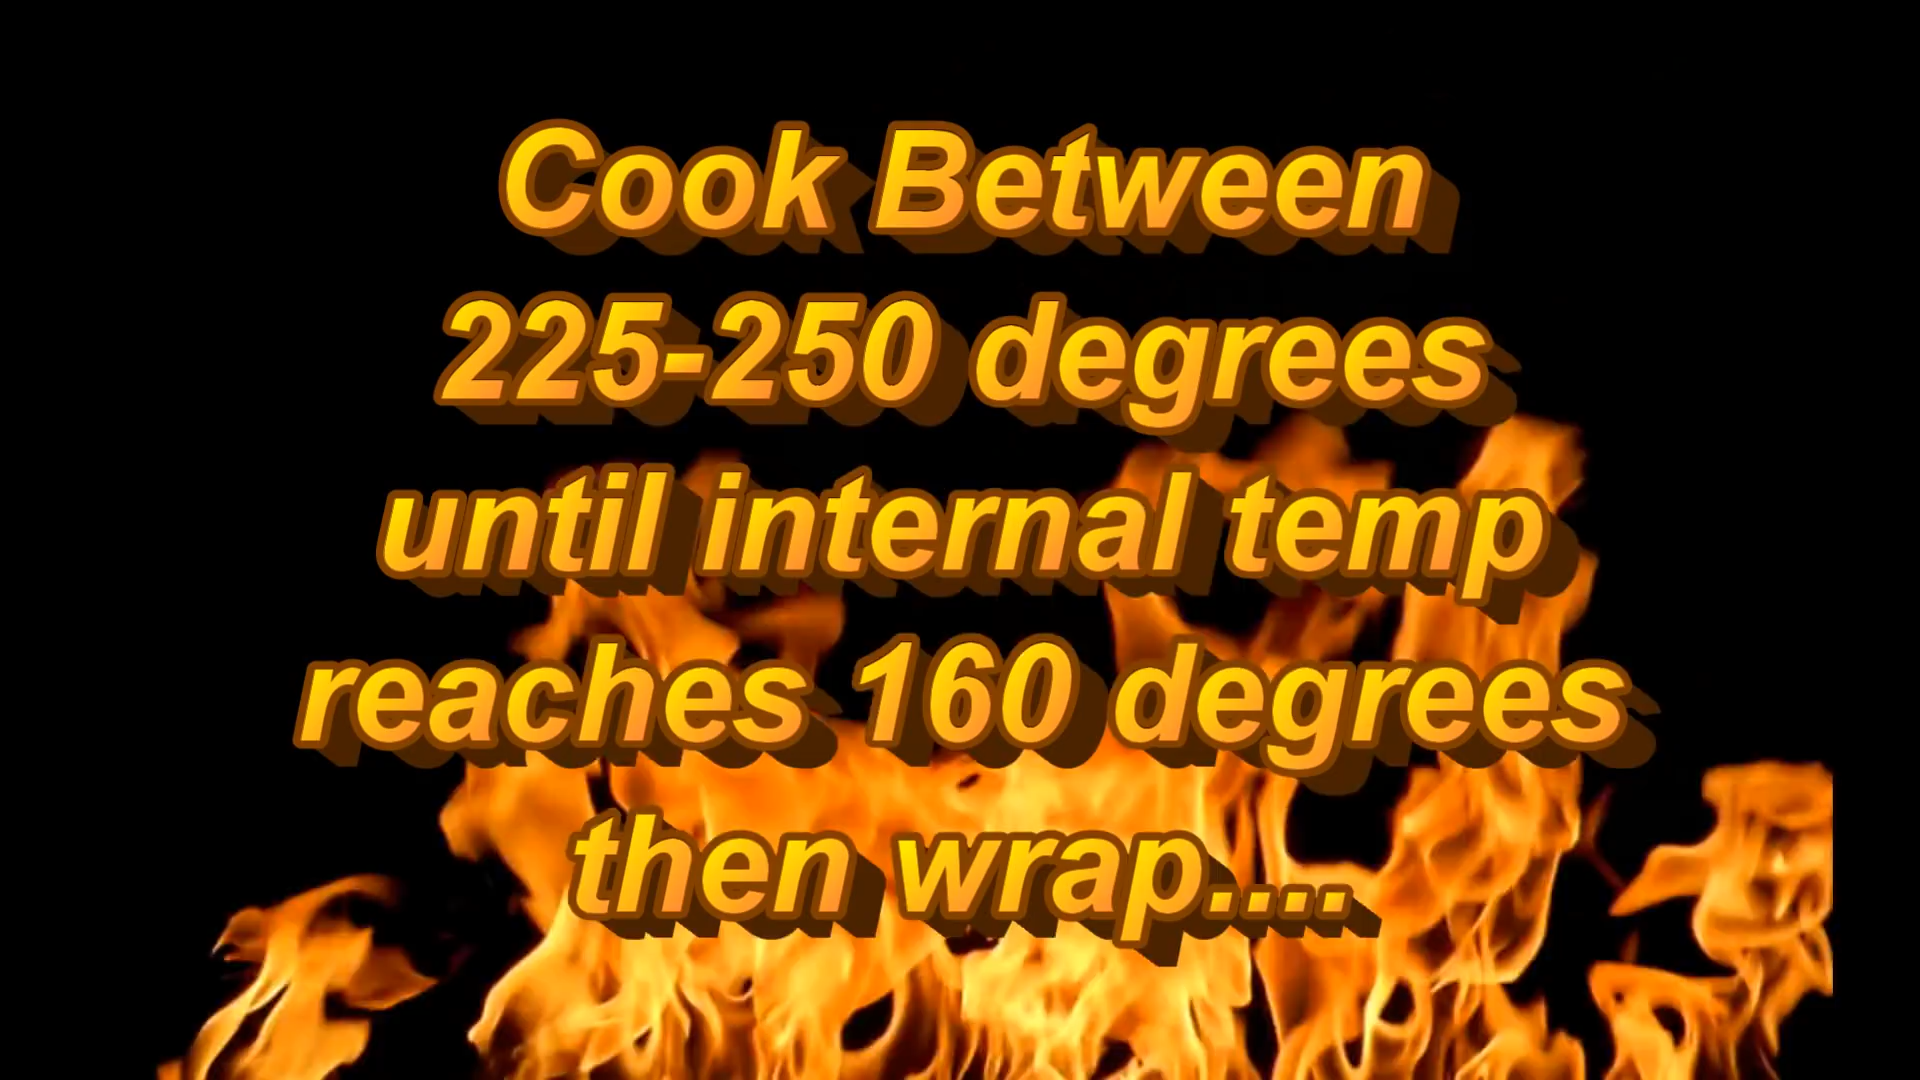 Cook Between
225-250 degrees
until internal temp
reaches 160 degrees
then wrap....